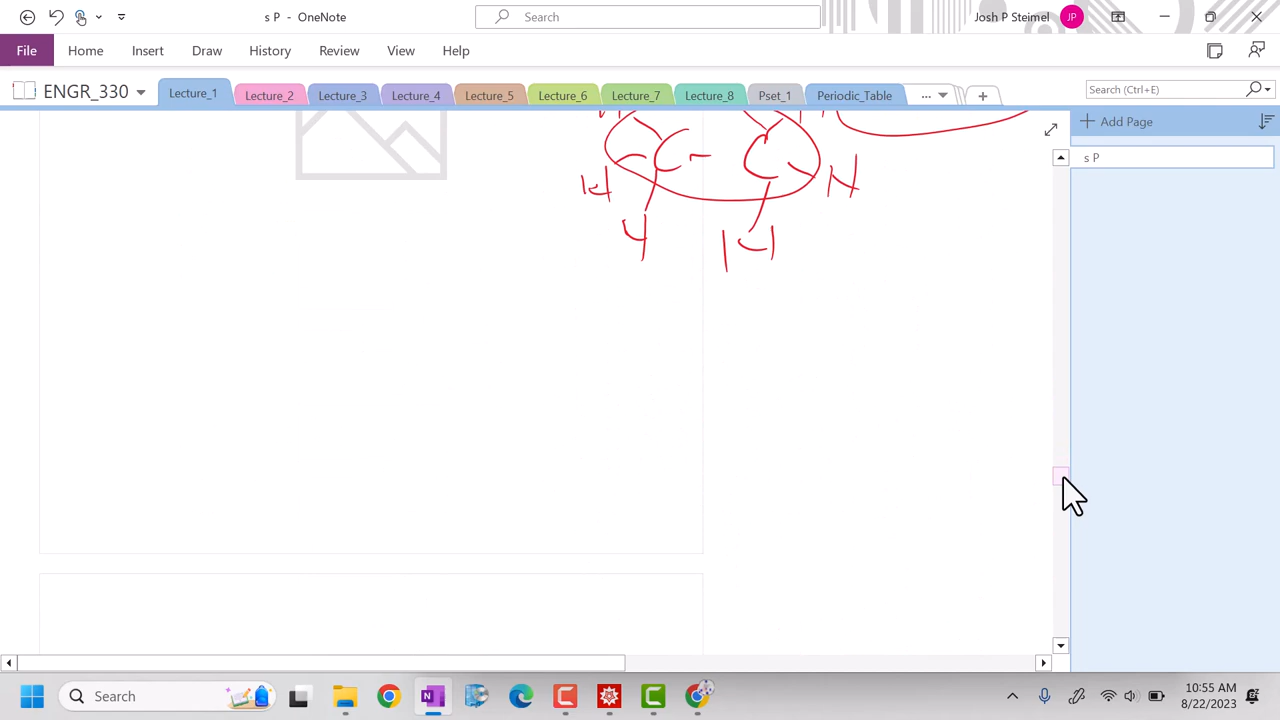 s P - OneNote
Search
Josh P Steimel
JP
File
Home
Insert
Draw
History
Review
View
Help
ENGR_330
Lecture_1
Lecture_2
Lecture_3
Lecture_4
Lecture_5
Lecture_6
Lecture_7
Lecture_8
Pset_1
Periodic_Table
...
Search (Ctrl+E)
Add Page
s P
C - C
H H
H H
Search
10:55 AM
8/22/2023